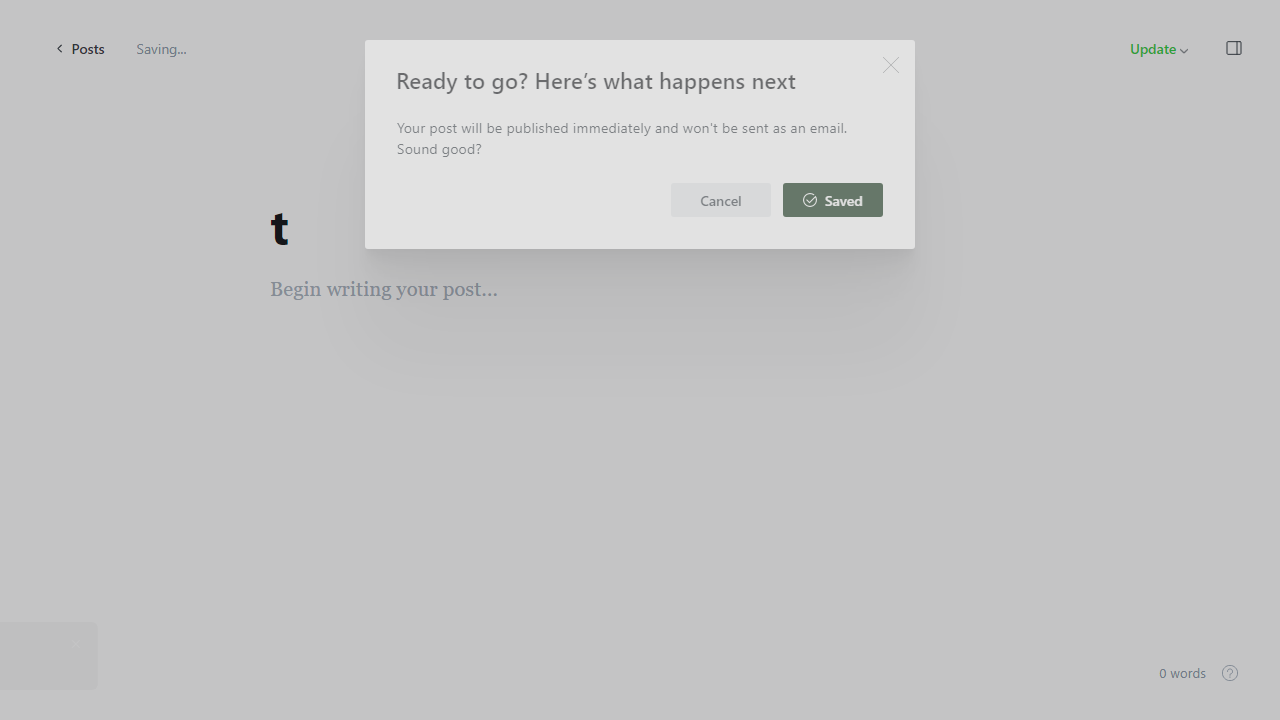 Posts
Saving...
Update
Ready to go? Here's what happens next
Your post will be published immediately and won't be sent as an email.
Sound good?
Cancel
Saved
t
Begin writing your post...
0 words